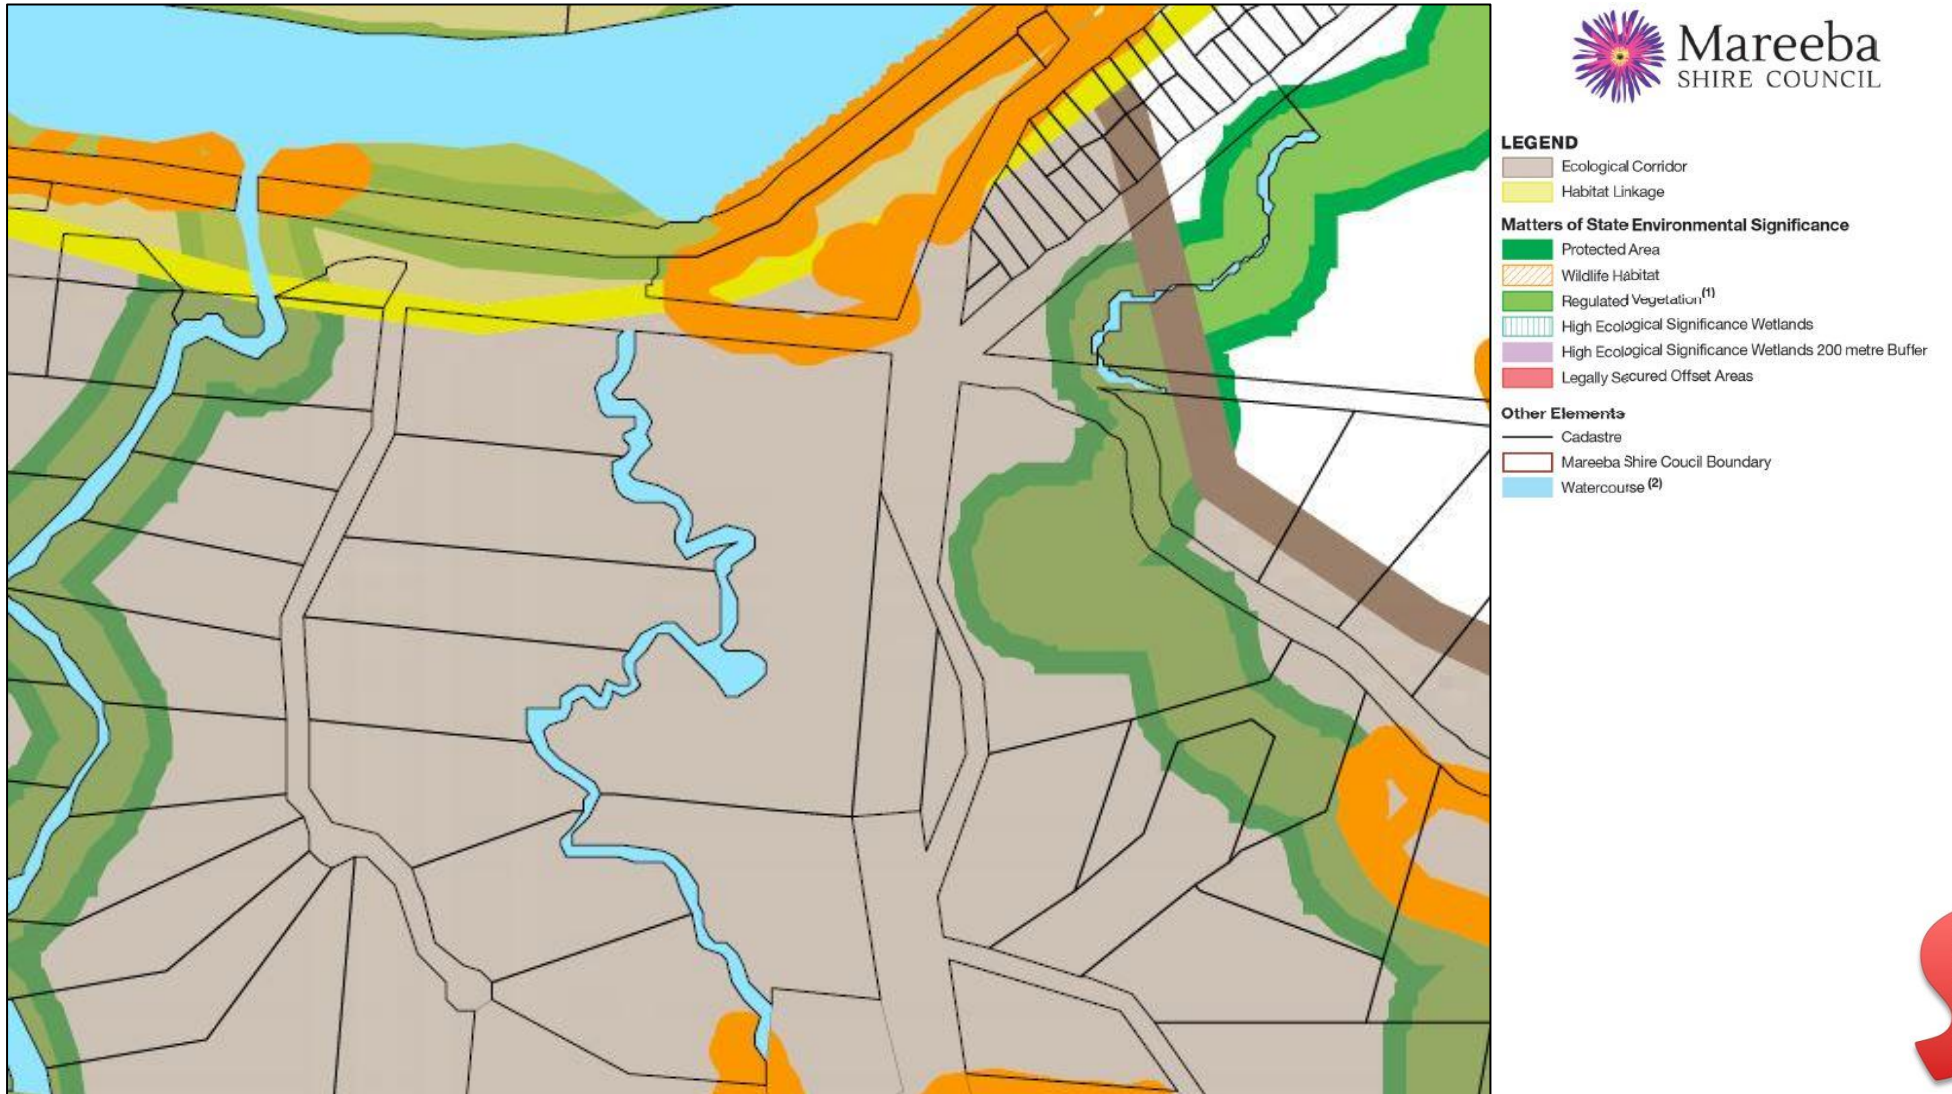 Mareeba
SHIRE COUNCIL
LEGEND
Ecological Corridor
Habitat Linkage
Matters of State Environmental Significance
Protected Area
Wildlife Habitat
Regulated Vegetation(1)
High Ecological Significance Wetlands
High Ecological Significance Wetlands 200 metre Buffer
Legally Secured Offset Areas
Other Elements
Cadastre
Mareeba Shire Coucil Boundary
Watercourse (2)